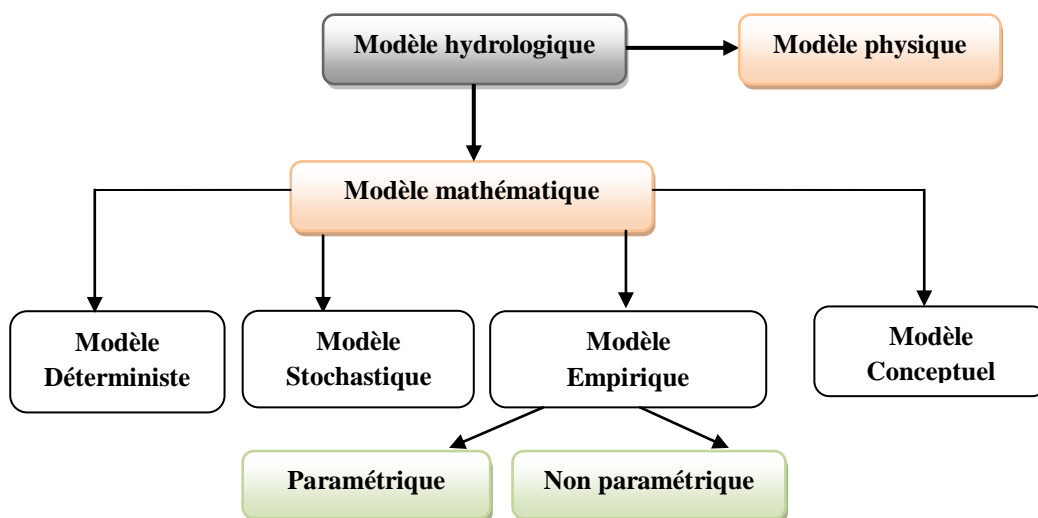 Modèle hydrologique
Modèle physique
Modèle mathématique
Modèle
Déterministe
Modèle
Stochastique
Modèle
Empirique
Modèle
Conceptuel
Paramétrique
Non paramétrique